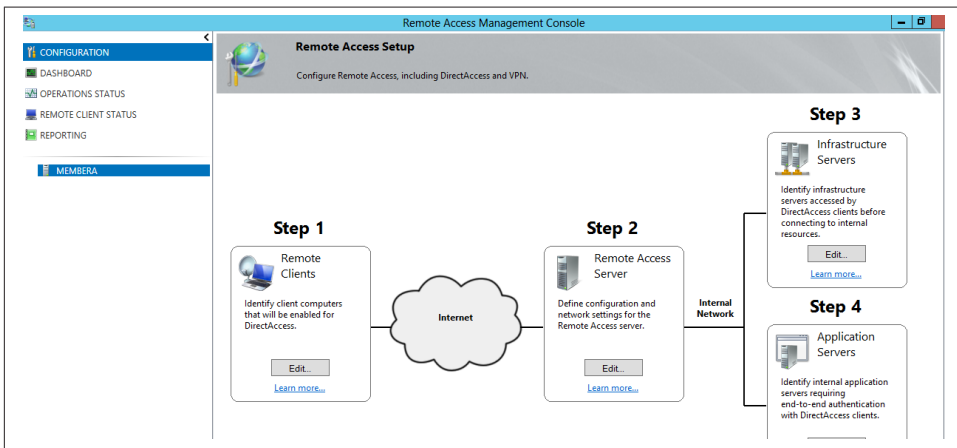 Remote Access Management Console
CONFIGURATION
DASHBOARD
OPERATIONS STATUS
REMOTE CLIENT STATUS
REPORTING
MEMBERA
Remote Access Setup
Configure Remote Access, including DirectAccess and VPN.
Step 1
Remote
Clients
Identify client computers
that will be enabled for
DirectAccess.
Edit...
Learn more...
Internet
Step 2
Remote Access
Server
Define configuration and
network settings for the
Remote Access server.
Edit...
Learn more...
Internal
Network
Step 3
Infrastructure
Servers
Identify infrastructure
servers accessed by
DirectAccess clients before
connecting to internal
resources.
Edit...
Learn more...
Step 4
Application
Servers
Identify internal application
servers requiring
end-to-end authentication
with DirectAccess clients.